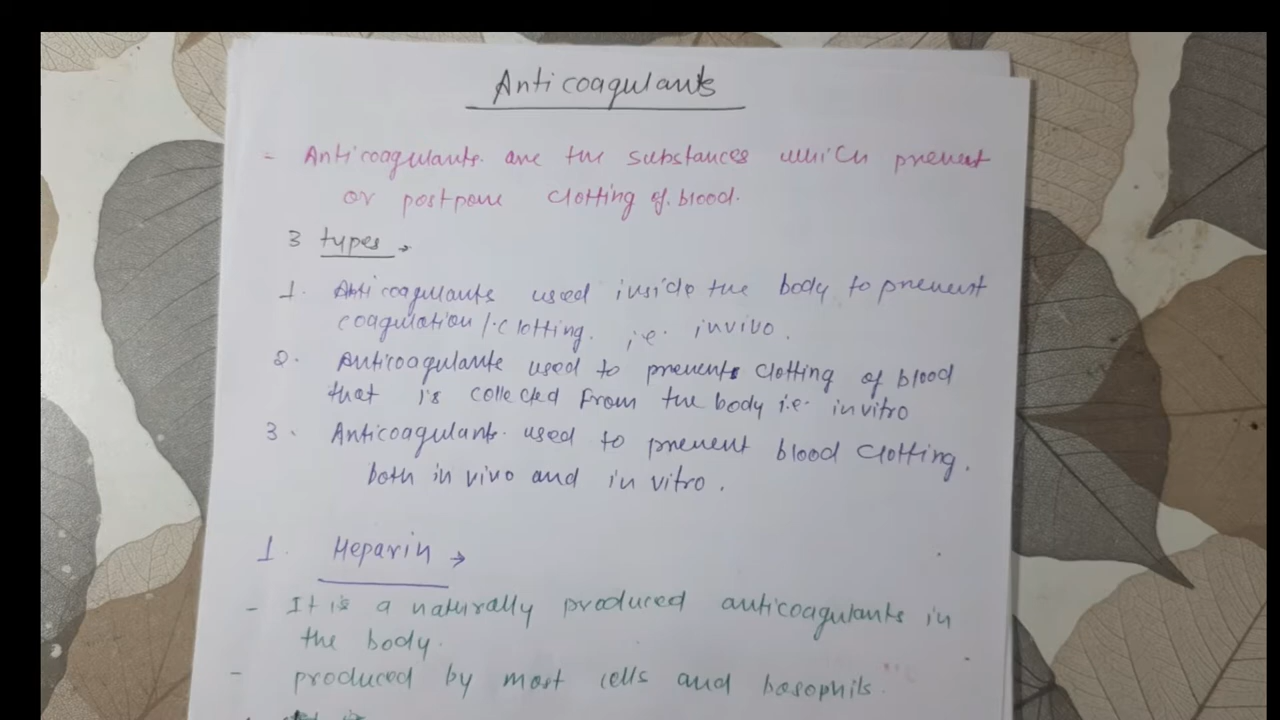 Anticoagulants
- Anticoagulants are the substances which prevent
or postpone clotting of blood.
3 types →
1. Anticoagulants used inside the body to prevent
coagulation / clotting. i.e. invivo.
2. Anticoagulants used to prevents clotting of blood
that is collected from the body i.e. invitro
3. Anticoagulants used to prevent blood clotting.
both in vivo and in vitro.
1. Heparin →
- It is a naturally produced anticoagulants in
the body.
- produced by mast cells and basophils.